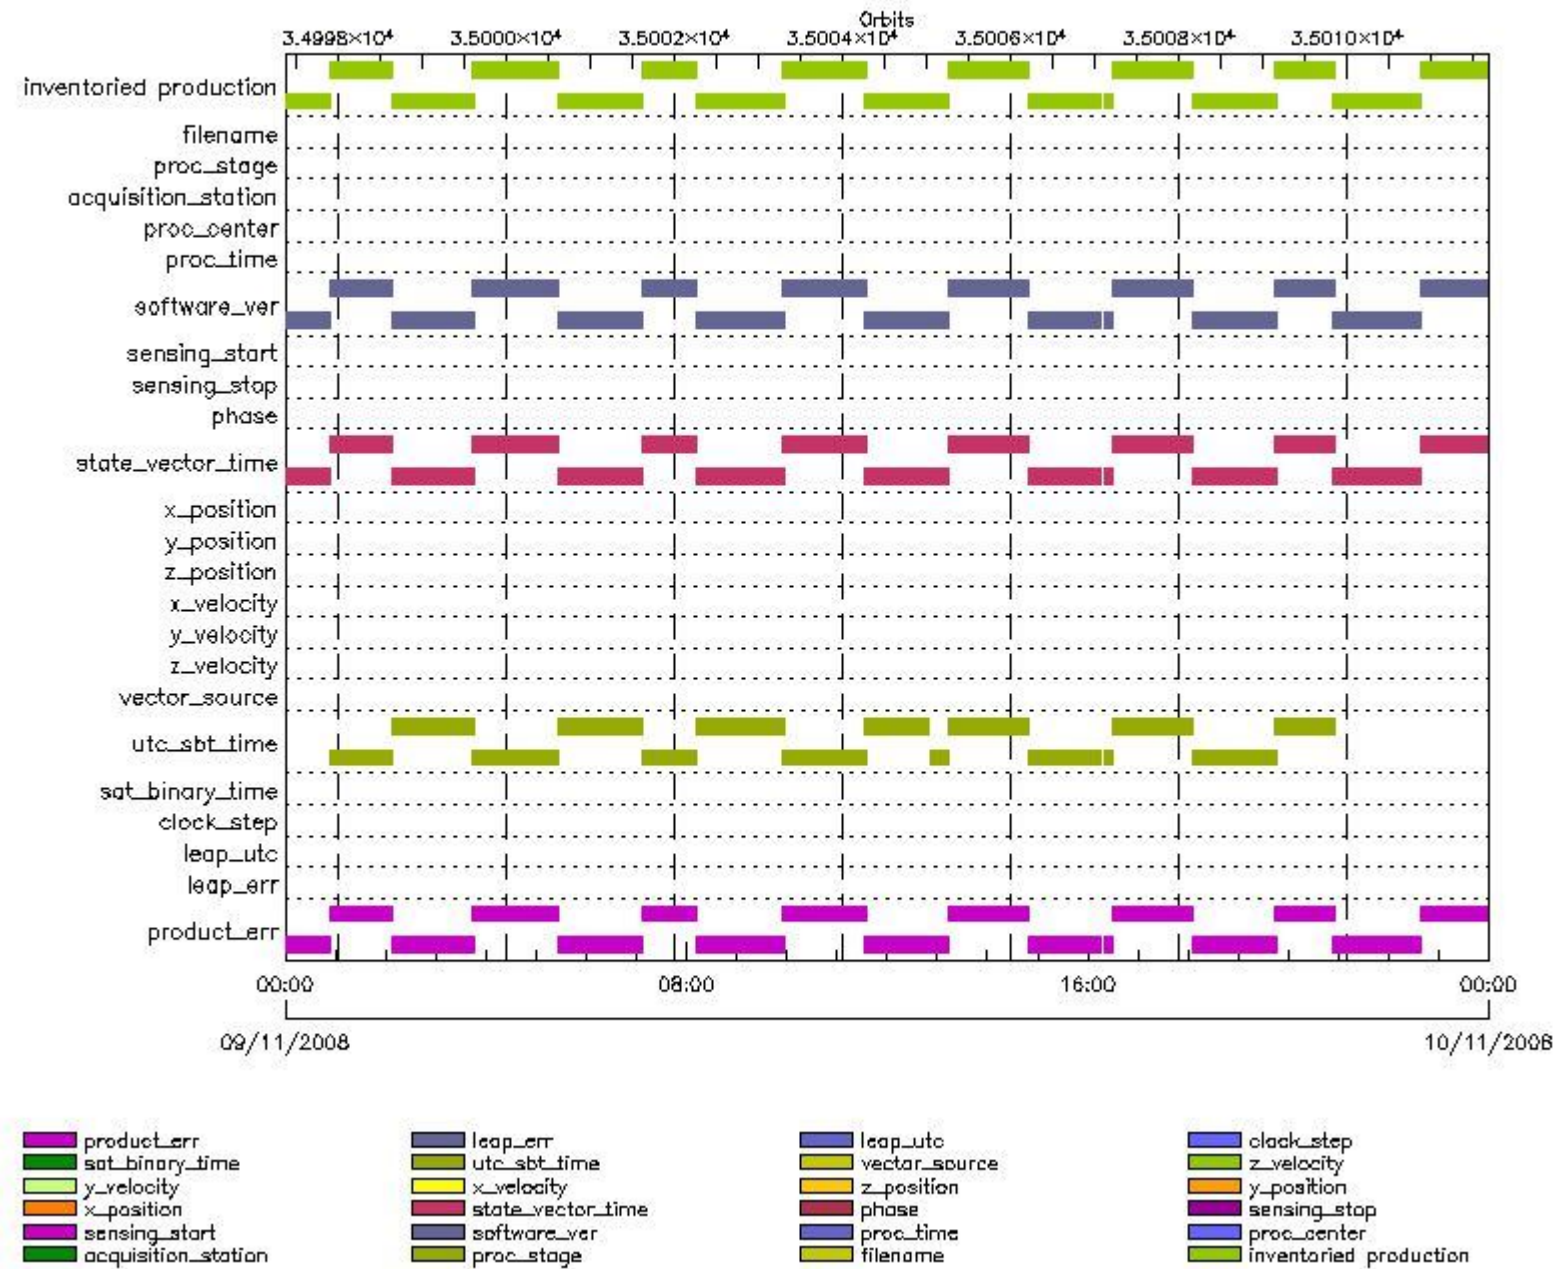 Orbits
3.4998×10⁴ 3.5000×10⁴ 3.5002×10⁴ 3.5004×10⁴ 3.5006×10⁴ 3.5008×10⁴ 3.5010×10⁴
inventoried production
filename
proc_stage
acquisition_station
proc_center
proc_time
software_ver
sensing_start
sensing_stop
phase
state_vector_time
x_position
y_position
z_position
x_velocity
y_velocity
z_velocity
vector_source
utc_sbt_time
sat_binary_time
clock_step
leap_utc
leap_err
product_err
00:00 08:00 16:00 00:00
09/11/2008 10/11/2008
product_err leap_err leap_utc clock_step
sat_binary_time utc_sbt_time vector_source z_velocity
y_velocity x_velocity z_position y_position
x_position state_vector_time phase sensing_stop
sensing_start software_ver proc_time proc_center
acquisition_station proc_stage filename inventoried production